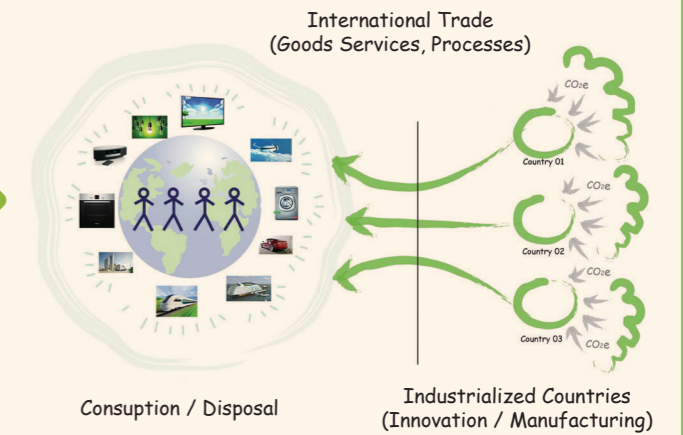 International Trade
(Goods Services, Processes)
CO2e
Country 01
CO2e
Country 02
CO2e
Country 03
CO2e
Consuption / Disposal
Industrialized Countries
(Innovation / Manufacturing)